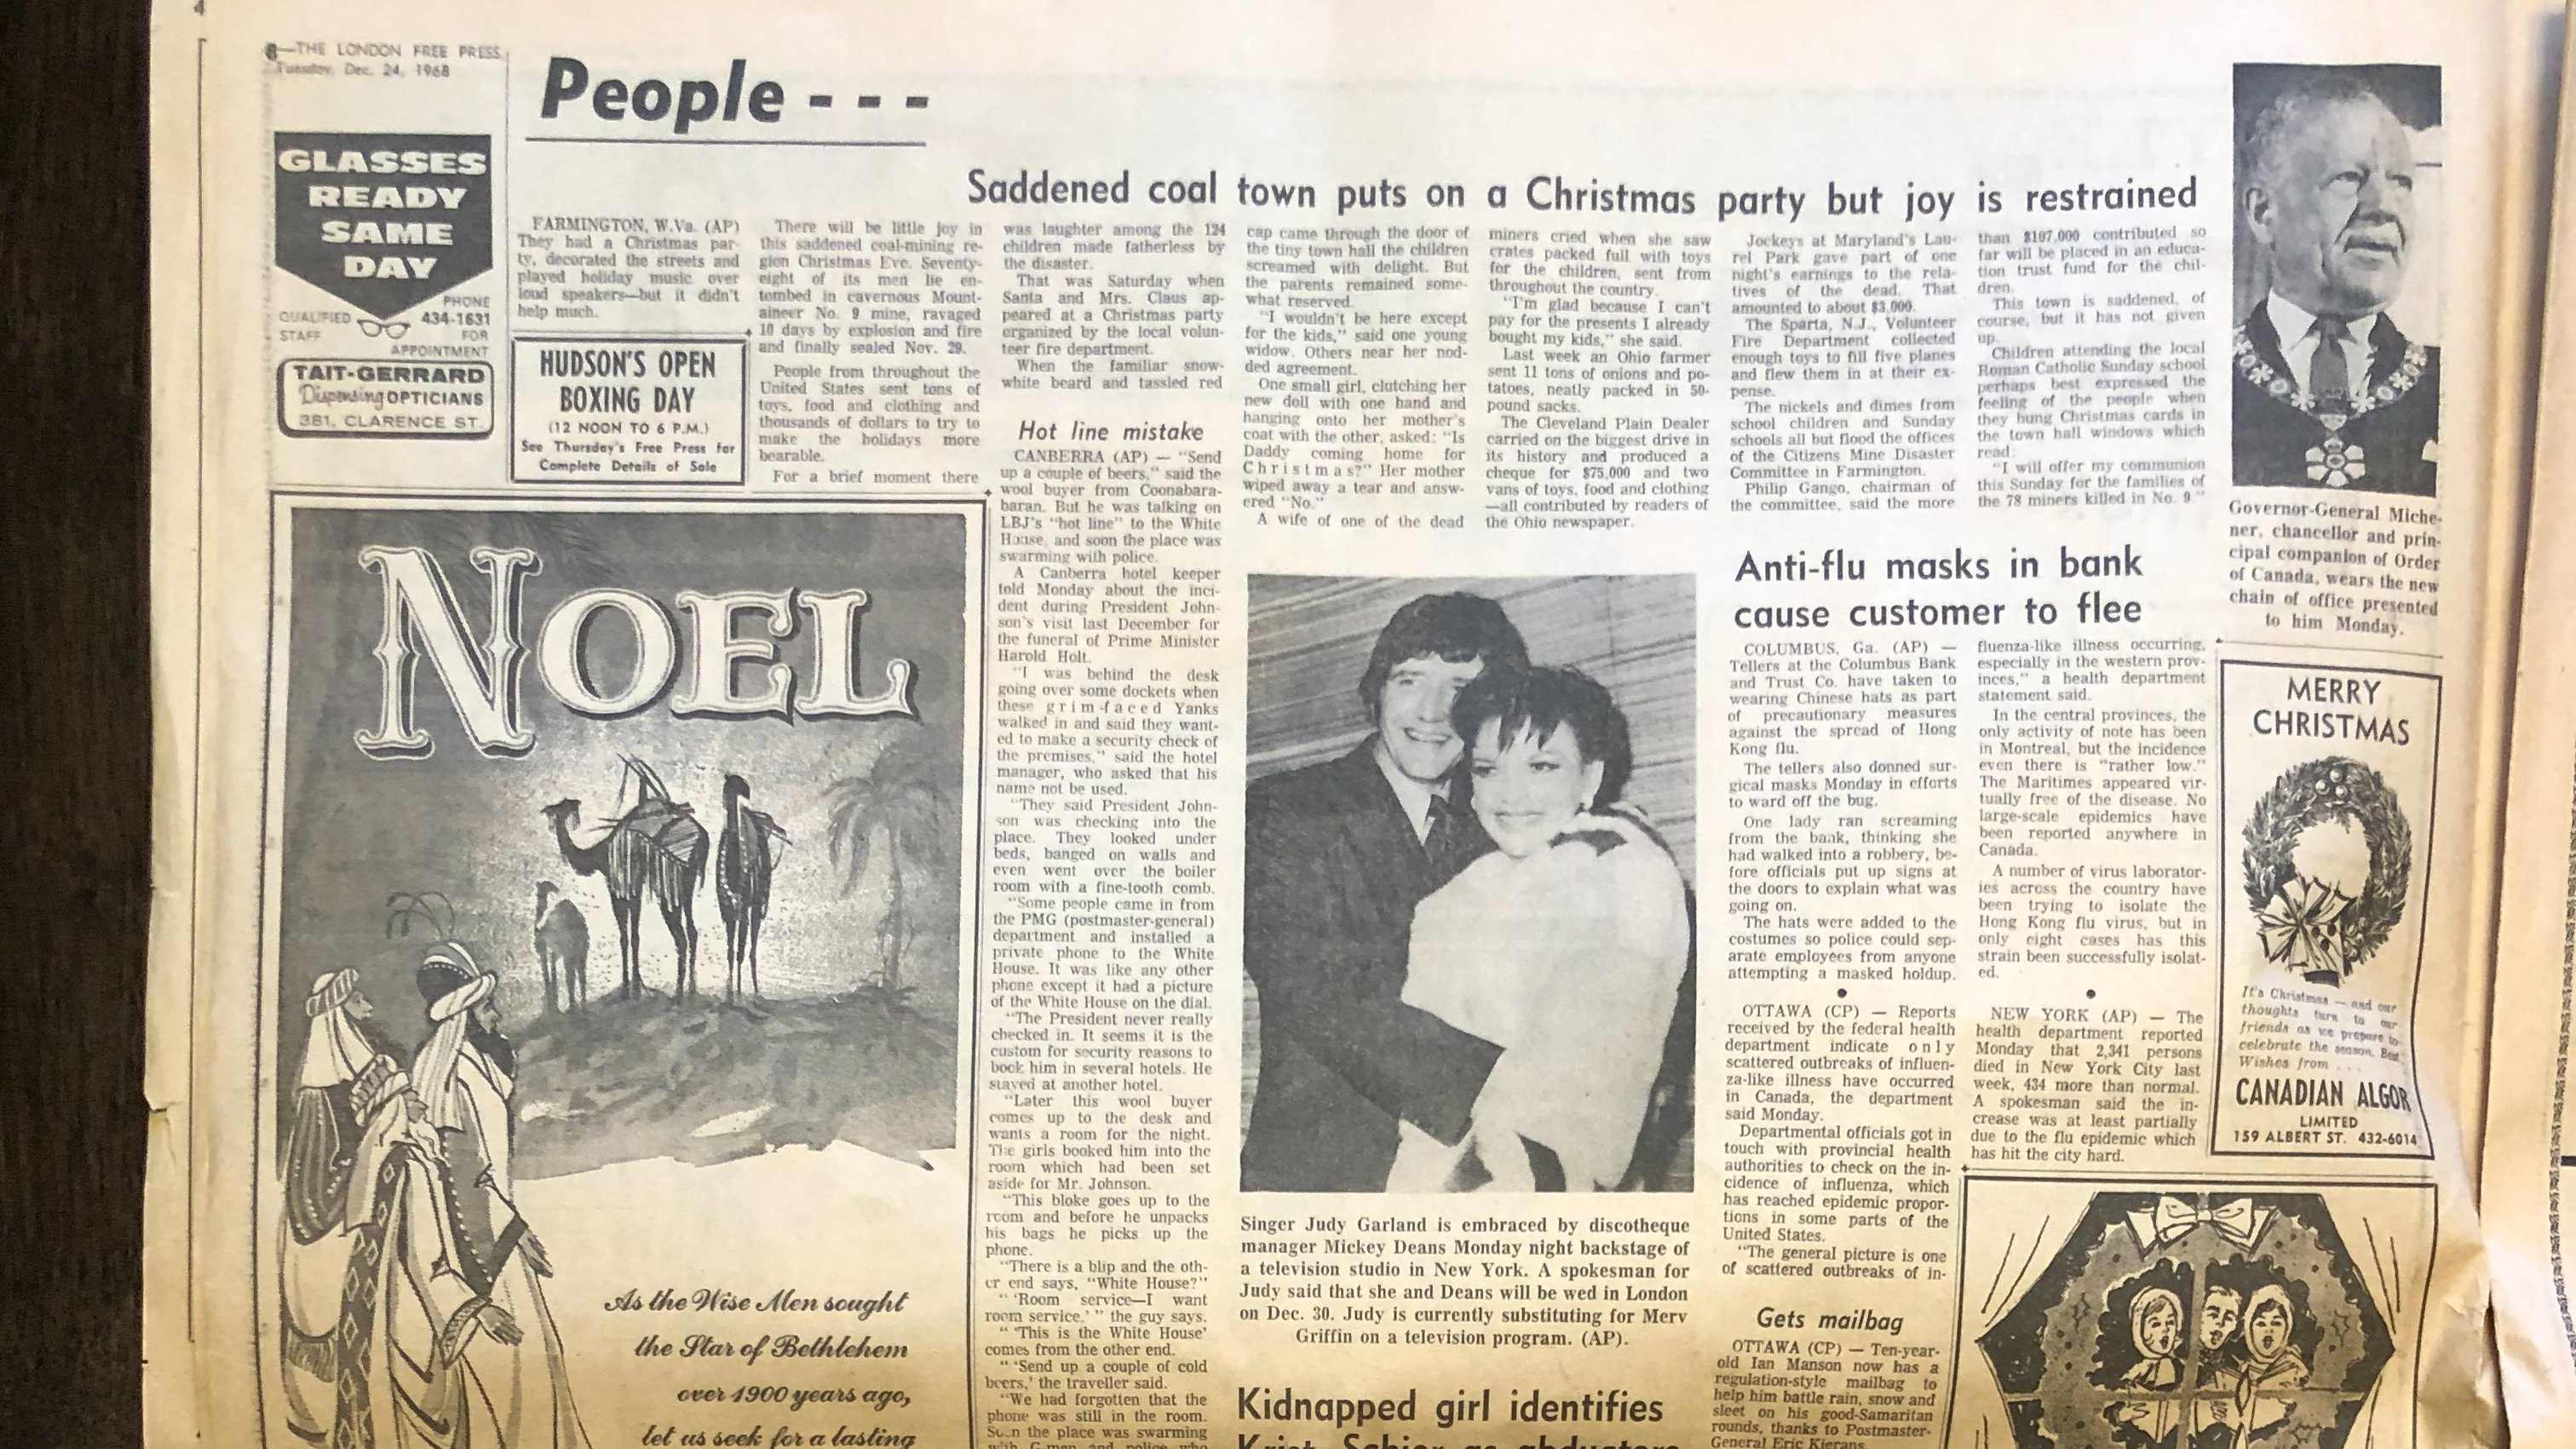 6—THE LONDON FREE PRESS
Tuesday, Dec. 24, 1968
People - - -
GLASSES
READY
SAME
DAY
PHONE
QUALIFIED 434-1631
STAFF FOR
APPOINTMENT
TAIT-GERRARD
Dispensing OPTICIANS
381, CLARENCE ST.
Saddened coal town puts on a Christmas party but joy is restrained
FARMINGTON, W.Va. (AP)
They had a Christmas par-
ty, decorated the streets and
played holiday music over
loud speakers—but it didn't
help much.
There will be little joy in
this saddened coal-mining re-
gion Christmas Eve. Seventy-
eight of its men lie en-
tombed in cavernous Mount-
aineer No. 9 mine, ravaged
10 days by explosion and fire
and finally sealed Nov. 29.
People from throughout the
United States sent tons of
toys, food and clothing and
thousands of dollars to try to
make the holidays more
bearable.
For a brief moment there
was laughter among the 124
children made fatherless by
the disaster.
That was Saturday when
Santa and Mrs. Claus ap-
peared at a Christmas party
organized by the local volun-
teer fire department.
When the familiar snow-
white beard and tassled red
cap came through the door of
the tiny town hall the children
screamed with delight. But
the parents remained some-
what reserved.
"I wouldn't be here except
for the kids," said one young
widow. Others near her nod-
ded agreement.
One small girl, clutching her
new doll with one hand and
hanging onto her mother's
coat with the other, asked: "Is
Daddy coming home for
Christmas?" Her mother
wiped away a tear and answ-
ered "No."
A wife of one of the dead
miners cried when she saw
crates packed full with toys
for the children, sent from
throughout the country.
"I'm glad because I can't
pay for the presents I already
bought my kids," she said.
Last week an Ohio farmer
sent 11 tons of onions and po-
tatoes, neatly packed in 50-
pound sacks.
The Cleveland Plain Dealer
carried on the biggest drive in
its history and produced a
cheque for $75,000 and two
vans of toys, food and clothing
—all contributed by readers of
the Ohio newspaper.
Jockeys at Maryland's Lau-
rel Park gave part of one
night's earnings to the rela-
tives of the dead. That
amounted to about $3,000.
The Sparta, N.J., Volunteer
Fire Department collected
enough toys to fill five planes
and flew them in at their ex-
pense.
The nickels and dimes from
school children and Sunday
schools all but flood the offices
of the Citizens Mine Disaster
Committee in Farmington.
Philip Gango, chairman of
the committee, said the more
than $107,000 contributed so
far will be placed in an educa-
tion trust fund for the chil-
dren.
This town is saddened, of
course, but it has not given
up.
Children attending the local
Roman Catholic Sunday school
perhaps best expressed the
feeling of the people when
they hung Christmas cards in
the town hall windows which
read:
"I will offer my communion
this Sunday for the families of
the 78 miners killed in No. 9."
HUDSON'S OPEN
BOXING DAY
(12 NOON TO 6 P.M.)
See Thursday's Free Press for
Complete Details of Sale
NOEL
As the Wise Men sought
the Star of Bethlehem
over 1900 years ago,
let us seek for a lasting
Hot line mistake
CANBERRA (AP) — "Send
up a couple of beers," said the
wool buyer from Coonabara-
baran. But he was talking on
LBJ's "hot line" to the White
House, and soon the place was
swarming with police.
A Canberra hotel keeper
told Monday about the inci-
dent during President John-
son's visit last December for
the funeral of Prime Minister
Harold Holt.
"I was behind the desk
going over some dockets when
these grim-faced Yanks
walked in and said they want-
ed to make a security check of
the premises," said the hotel
manager, who asked that his
name not be used.
"They said President John-
son was checking into the
place. They looked under
beds, banged on walls and
even went over the boiler
room with a fine-tooth comb.
"Some people came in from
the PMG (postmaster-general)
department and installed a
private phone to the White
House. It was like any other
phone except it had a picture
of the White House on the dial.
"The President never really
checked in. It seems it is the
custom for security reasons to
book him in several hotels. He
stayed at another hotel.
"Later this wool buyer
comes up to the desk and
wants a room for the night.
The girls booked him into the
room which had been set
aside for Mr. Johnson.
"This bloke goes up to the
room and before he unpacks
his bags he picks up the
phone.
"There is a blip and the oth-
er end says, "White House?"
"'Room service—I want
room service,'" the guy says.
"'This is the White House'
comes from the other end.
"'Send up a couple of cold
beers,' the traveller said.
"We had forgotten that the
phone was still in the room.
Soon the place was swarming
with G-men and police who
Singer Judy Garland is embraced by discotheque
manager Mickey Deans Monday night backstage of
a television studio in New York. A spokesman for
Judy said that she and Deans will be wed in London
on Dec. 30. Judy is currently substituting for Merv
Griffin on a television program. (AP).
Kidnapped girl identifies
Krist, Schier as abductors
Anti-flu masks in bank
cause customer to flee
COLUMBUS, Ga. (AP) —
Tellers at the Columbus Bank
and Trust Co. have taken to
wearing Chinese hats as part
of precautionary measures
against the spread of Hong
Kong flu.
The tellers also donned sur-
gical masks Monday in efforts
to ward off the bug.
One lady ran screaming
from the bank, thinking she
had walked into a robbery, be-
fore officials put up signs at
the doors to explain what was
going on.
The hats were added to the
costumes so police could sep-
arate employees from anyone
attempting a masked holdup.
OTTAWA (CP) — Reports
received by the federal health
department indicate only
scattered outbreaks of influen-
za-like illness have occurred
in Canada, the department
said Monday.
Departmental officials got in
touch with provincial health
authorities to check on the in-
cidence of influenza, which
has reached epidemic propor-
tions in some parts of the
United States.
"The general picture is one
of scattered outbreaks of in-
fluenza-like illness occurring,
especially in the western prov-
inces," a health department
statement said.
In the central provinces, the
only activity of note has been
in Montreal, but the incidence
even there is "rather low."
The Maritimes appeared vir-
tually free of the disease. No
large-scale epidemics have
been reported anywhere in
Canada.
A number of virus laborator-
ies across the country have
been trying to isolate the
Hong Kong flu virus, but in
only eight cases has this
strain been successfully isolat-
ed.
NEW YORK (AP) — The
health department reported
Monday that 2,341 persons
died in New York City last
week, 434 more than normal.
A spokesman said the in-
crease was at least partially
due to the flu epidemic which
has hit the city hard.
Gets mailbag
OTTAWA (CP) — Ten-year-
old Ian Manson now has a
regulation-style mailbag to
help him battle rain, snow and
sleet on his good-Samaritan
rounds, thanks to Postmaster-
General Eric Kierans.
Governor-General Miche-
ner, chancellor and prin-
cipal companion of Order
of Canada, wears the new
chain of office presented
to him Monday.
MERRY
CHRISTMAS
It's Christmas — and our
thoughts turn to our
friends as we prepare to
celebrate the season. Best
Wishes from . . .
CANADIAN ALGOR
LIMITED
159 ALBERT ST. 432-6014